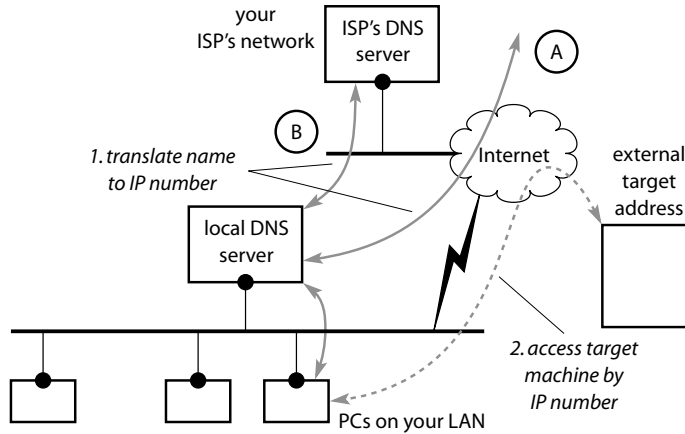 your
ISP's network
ISP's DNS
server
A
B
1. translate name
to IP number
Internet
external
target
address
local DNS
server
2. access target
machine by
IP number
PCs on your LAN